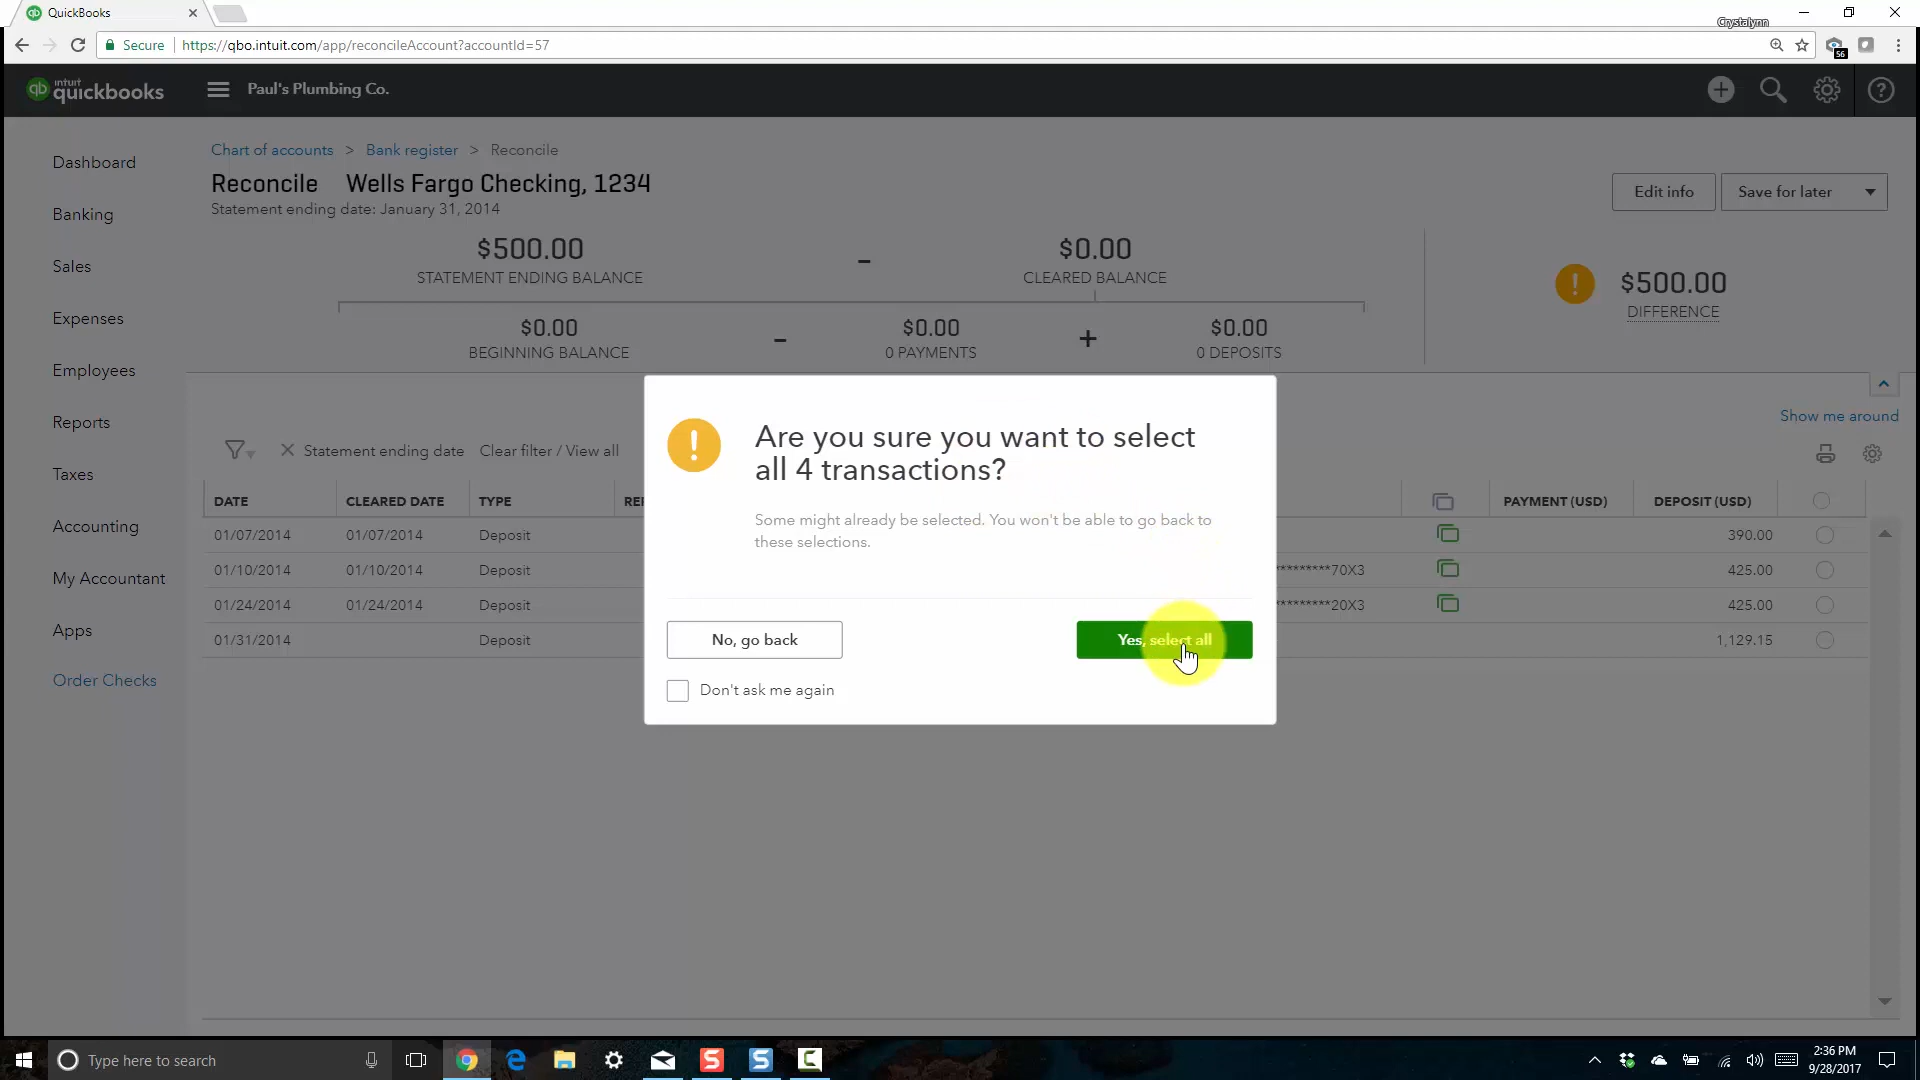 QuickBooks
Crystalynn
Secure https://qbo.intuit.com/app/reconcileAccount?accountId=57
56
intuit
qb quickbooks Paul's Plumbing Co.
Dashboard
Banking
Sales
Expenses
Employees
Reports
Taxes
Accounting
My Accountant
Apps
Order Checks
Chart of accounts > Bank register > Reconcile
Reconcile Wells Fargo Checking, 1234
Statement ending date: January 31, 2014
Edit info Save for later
$500.00 - $0.00
STATEMENT ENDING BALANCE CLEARED BALANCE
$500.00
DIFFERENCE
$0.00 - $0.00 + $0.00
BEGINNING BALANCE 0 PAYMENTS 0 DEPOSITS
Show me around
Statement ending date Clear filter / View all
DATE CLEARED DATE TYPE PAYMENT (USD) DEPOSIT (USD)
01/07/2014 01/07/2014 Deposit 390.00
01/10/2014 01/10/2014 Deposit *********70X3 425.00
01/24/2014 01/24/2014 Deposit *********20X3 425.00
01/31/2014 Deposit 1,129.15
Are you sure you want to select
all 4 transactions?
Some might already be selected. You won't be able to go back to
these selections.
No, go back Yes, select all
Don't ask me again
Type here to search
2:36 PM
9/28/2017